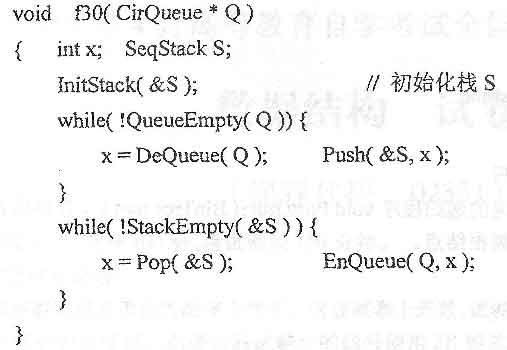 void f30( CirQueue * Q )
{ int x; SeqStack S;
InitStack( &S ); // 初始化栈 S
while( !QueueEmpty( Q )) {
x = DeQueue( Q ); Push( &S, x );
}
while( !StackEmpty( &S ) ) {
x = Pop( &S ); EnQueue( Q, x );
}
}